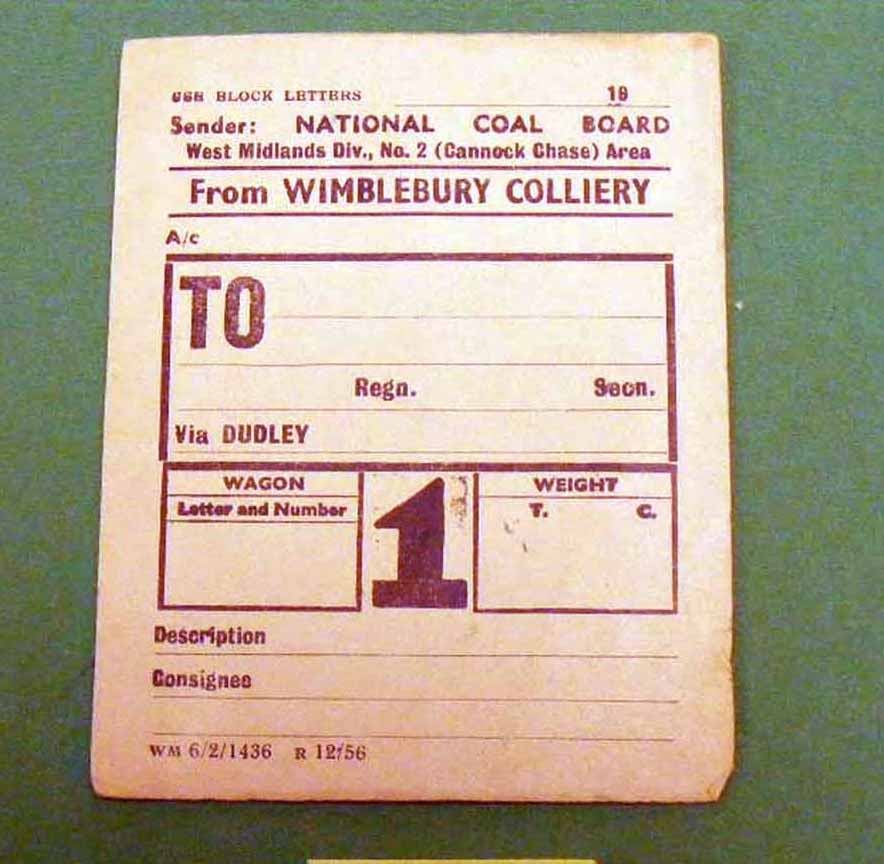 USE BLOCK LETTERS 19
Sender: NATIONAL COAL BOARD
West Midlands Div., No. 2 (Cannock Chase) Area
From WIMBLEBURY COLLIERY
A/c
TO
Regn. Secn.
Via DUDLEY
WAGON
Letter and Number
1
WEIGHT
T. C.
Description
Consignee
WM 6/2/1436 R 12/56